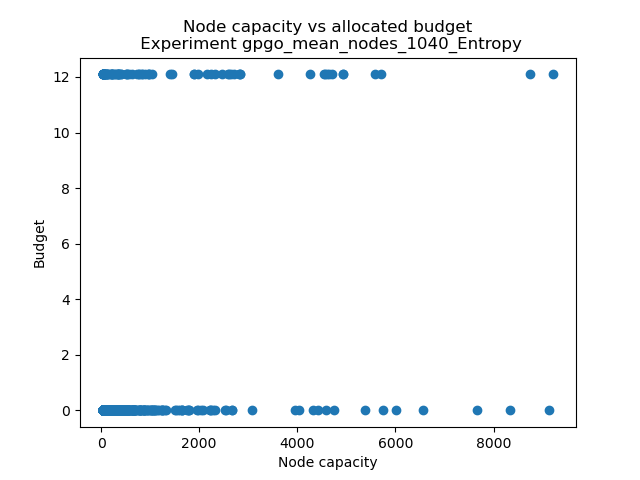 Node capacity vs allocated budget
Experiment gpgo_mean_nodes_1040_Entropy
12
10
8
6
4
2
0
Budget
0 2000 4000 6000 8000
Node capacity